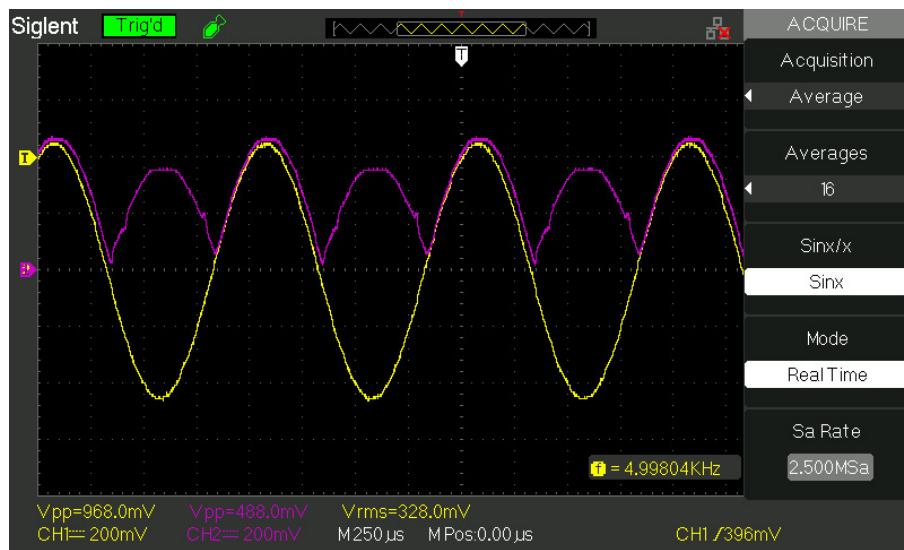 Siglent Trig'd T ACQUIRE
T
Acquisition
Average
Averages
T
16
Sinx/x
Sinx
Mode
Real Time
Sa Rate
f = 4.99804KHz 2.500MSa
Vpp=968.0mV Vpp=488.0mV Vrms=328.0mV
CH1 200mV CH2 200mV M 250µs M Pos:0.00µs CH1 396mV